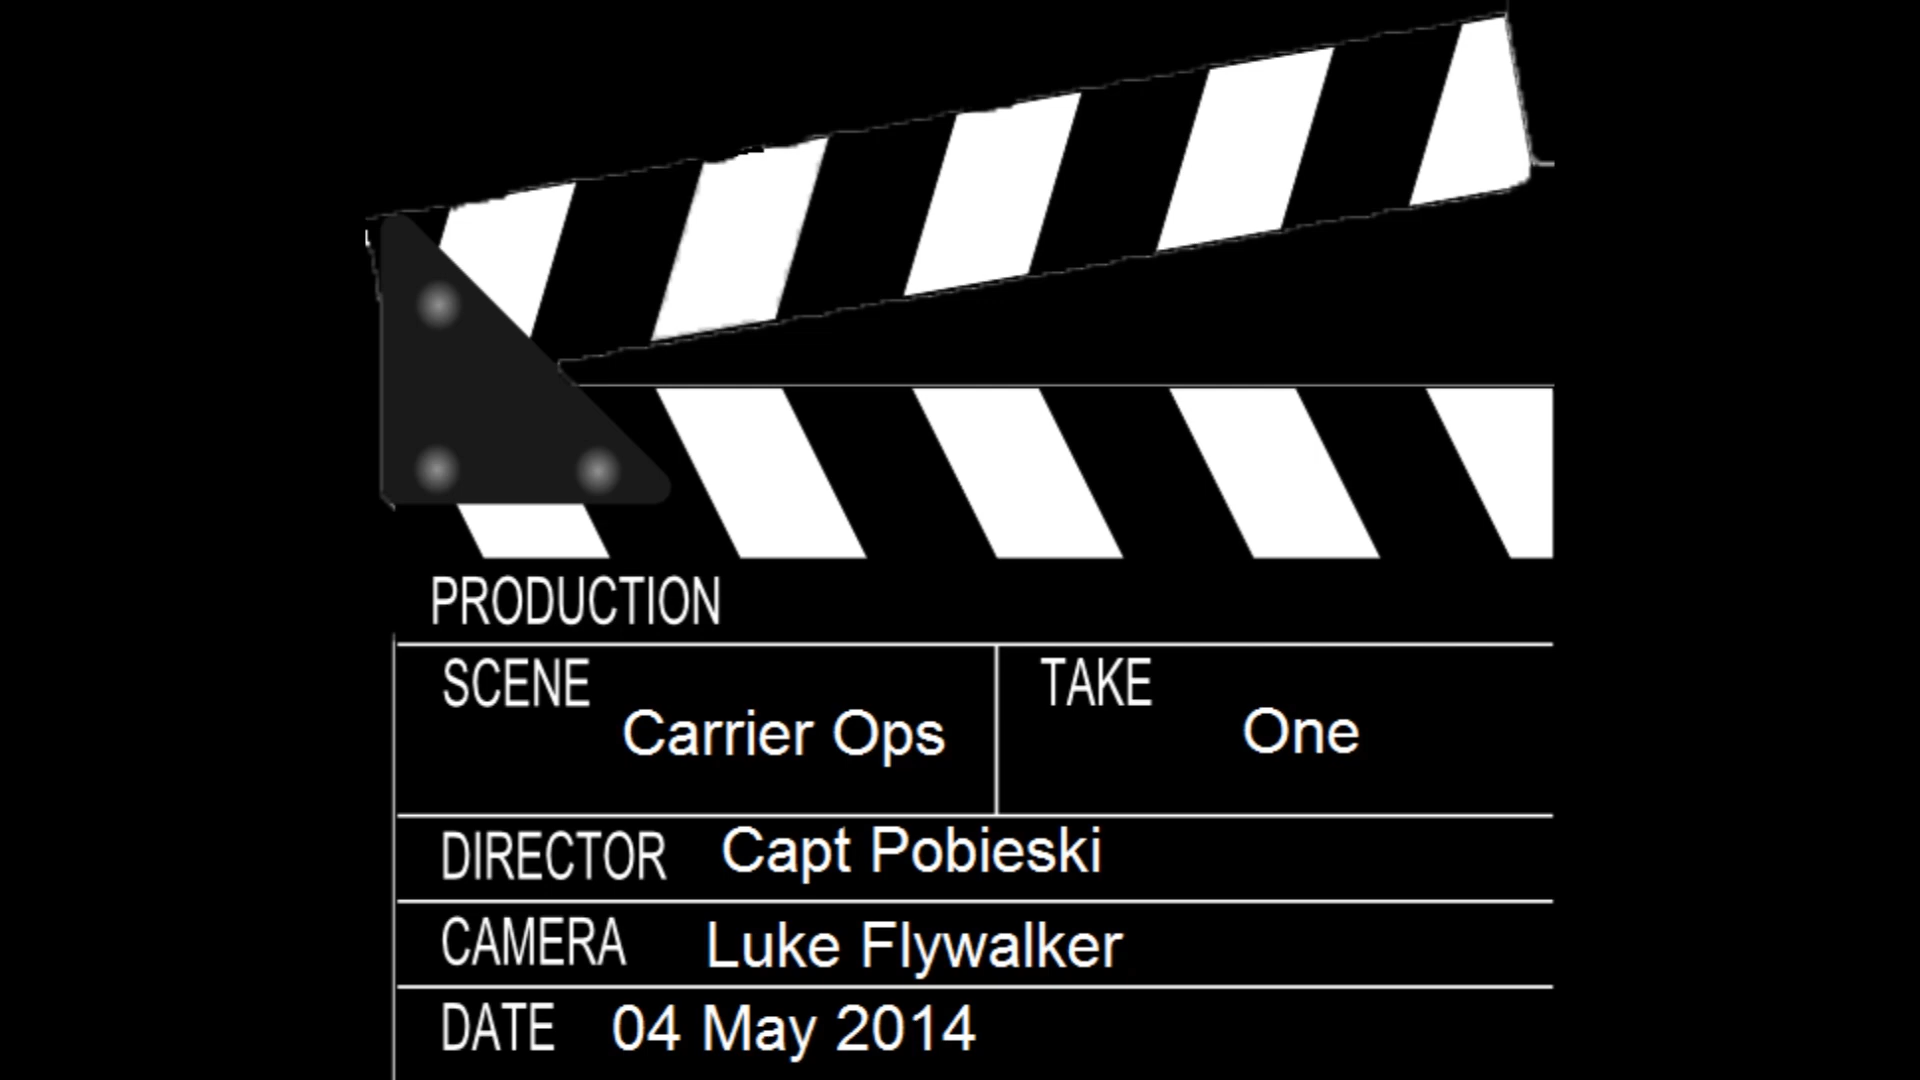 PRODUCTION
SCENE Carrier Ops
TAKE One
DIRECTOR Capt Pobieski
CAMERA Luke Flywalker
DATE 04 May 2014